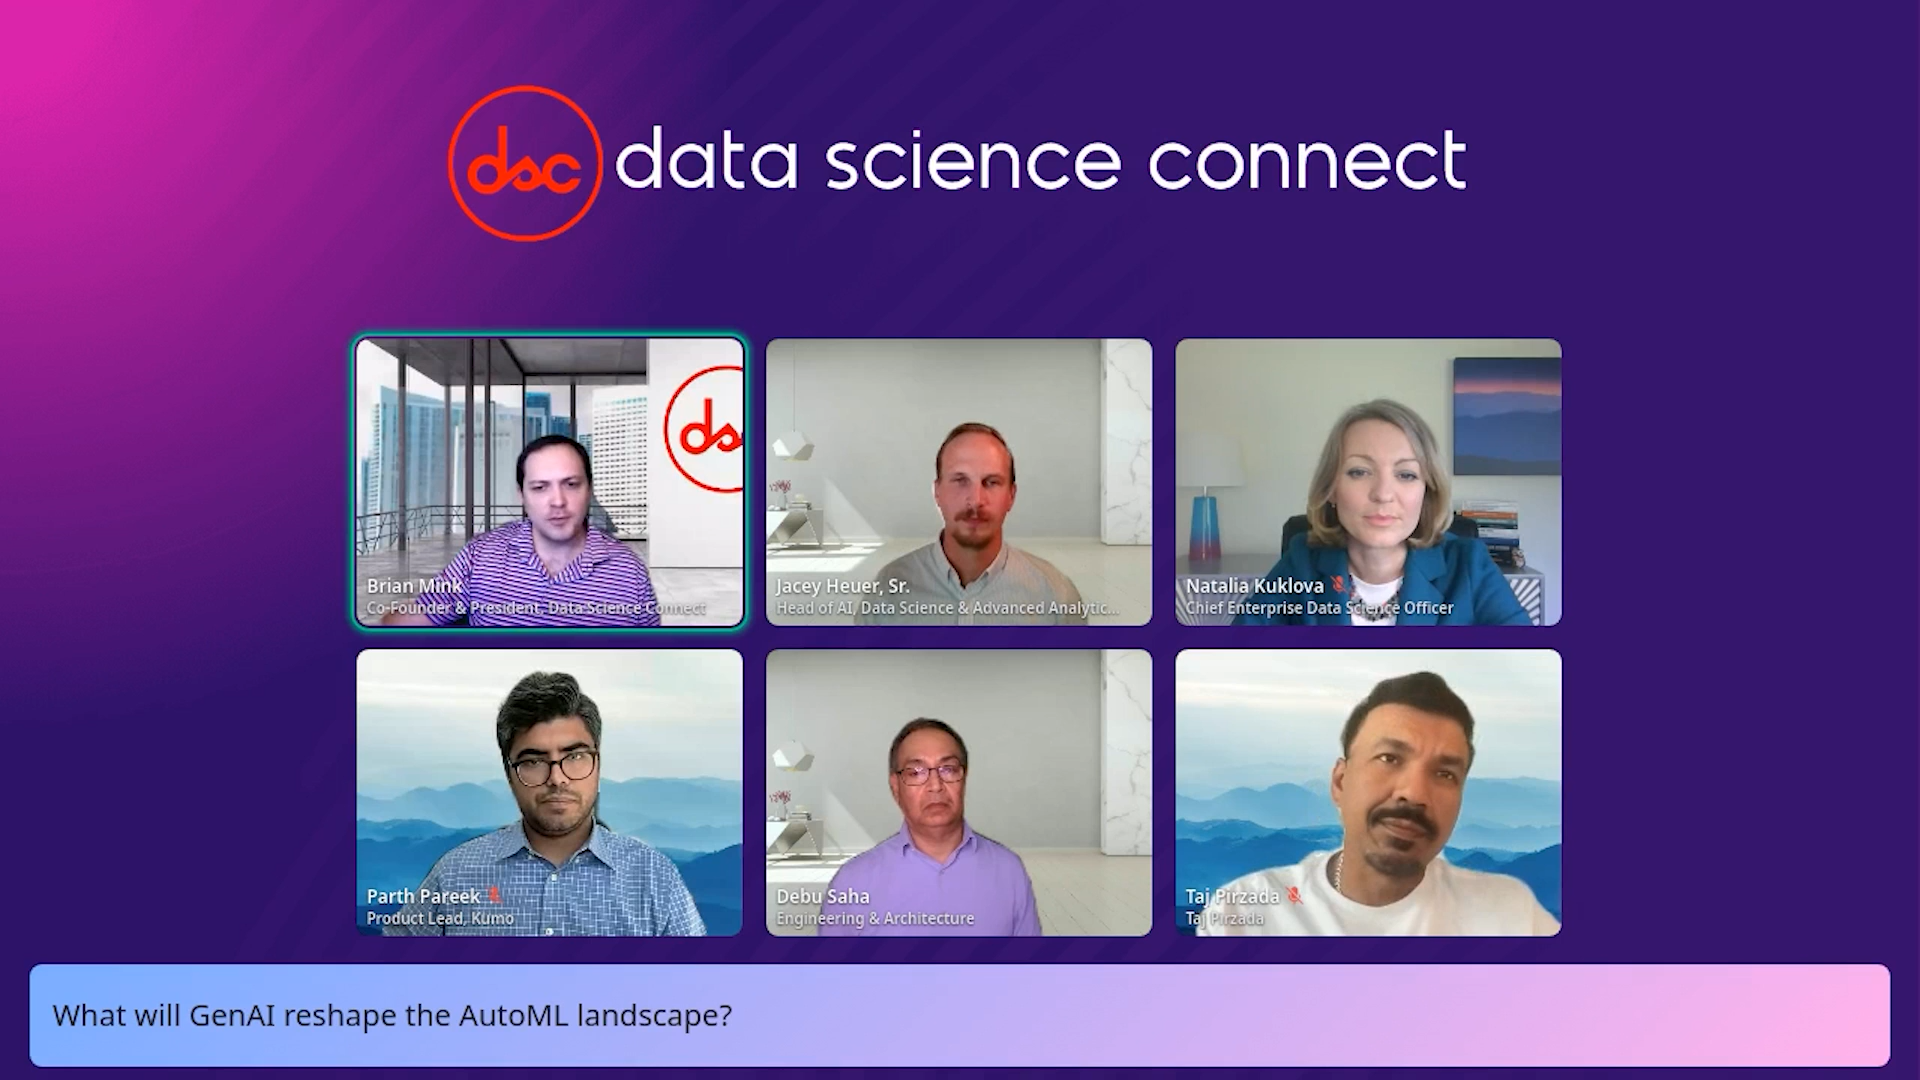 dsc data science connect
dsc
Brian Mink
Co-Founder & President, Data Science Connect
Jacey Heuer, Sr.
Head of AI, Data Science & Advanced Analytic...
Natalia Kuklova
Chief Enterprise Data Science Officer
Parth Pareek
Product Lead, Kumo
Debu Saha
Engineering & Architecture
Taj Pirzada
Taj Pirzada
What will GenAI reshape the AutoML landscape?